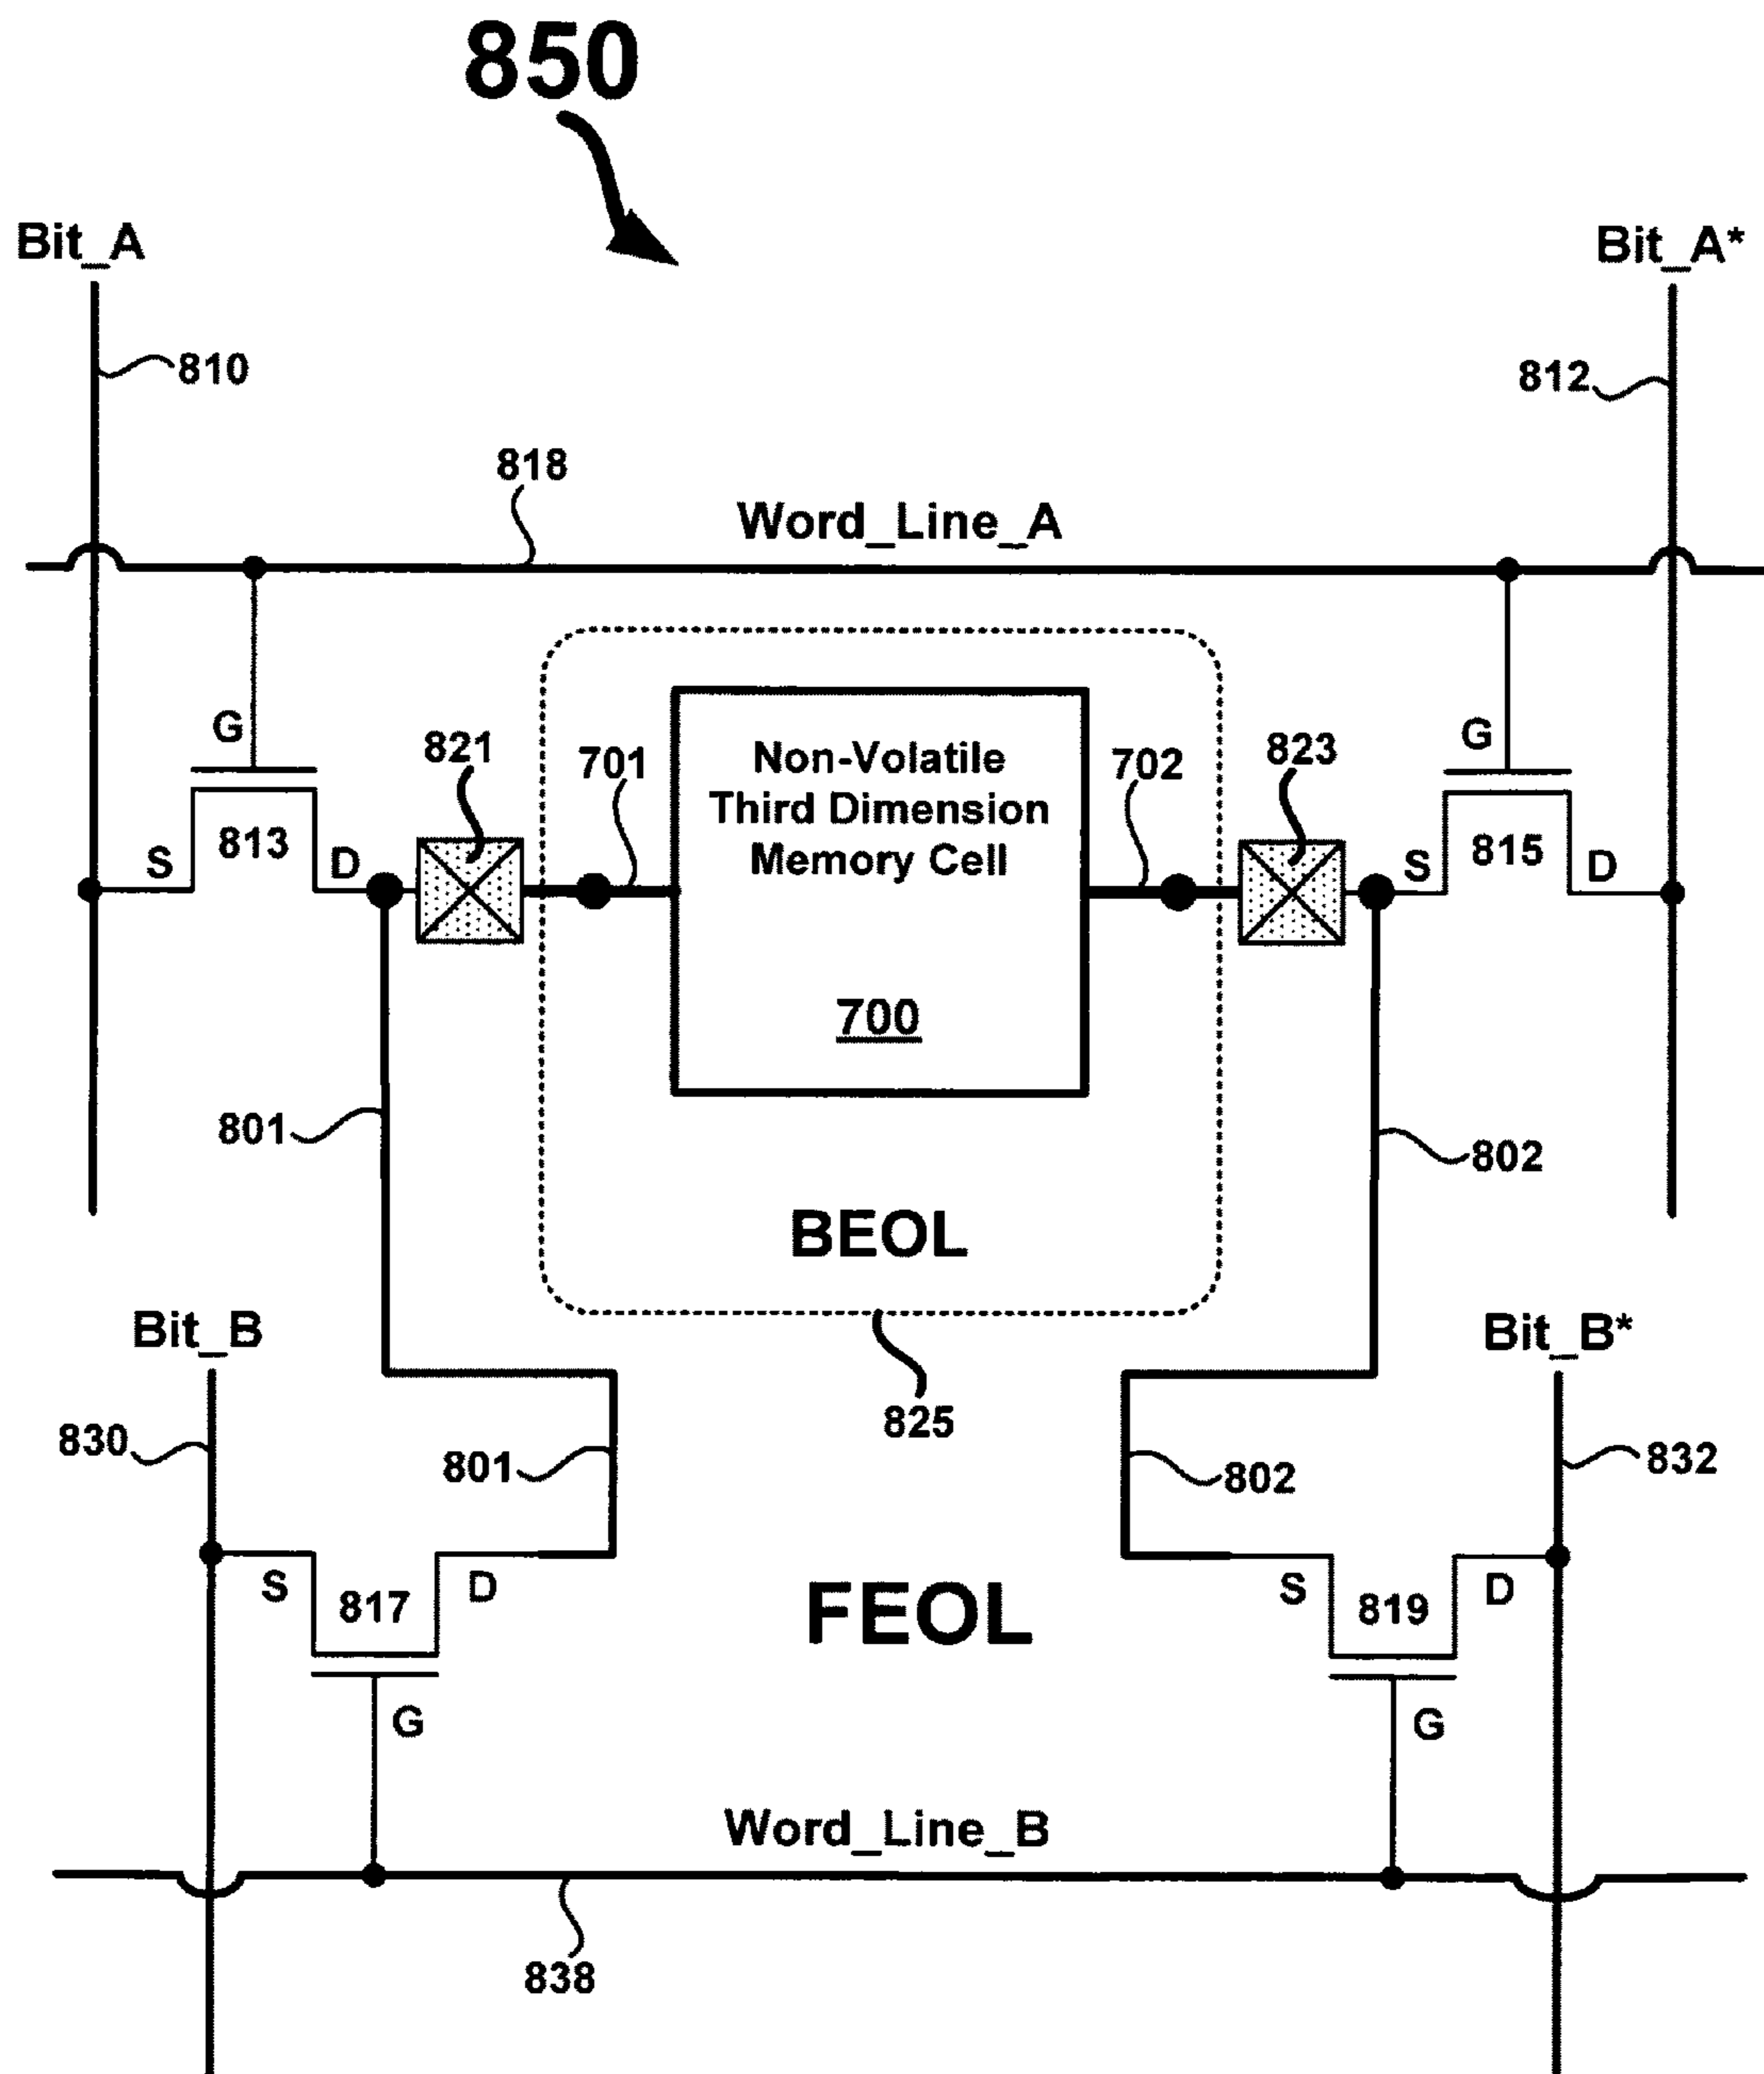 850
Bit_A
Bit_A*
810
812
818
Word_Line_A
G
G
821
701
Non-Volatile
Third Dimension
Memory Cell
702
823
S
813
D
S
815
D
700
801
802
BEOL
Bit_B
Bit_B*
825
830
801
802
832
S
817
D
FEOL
S
819
D
G
G
Word_Line_B
838